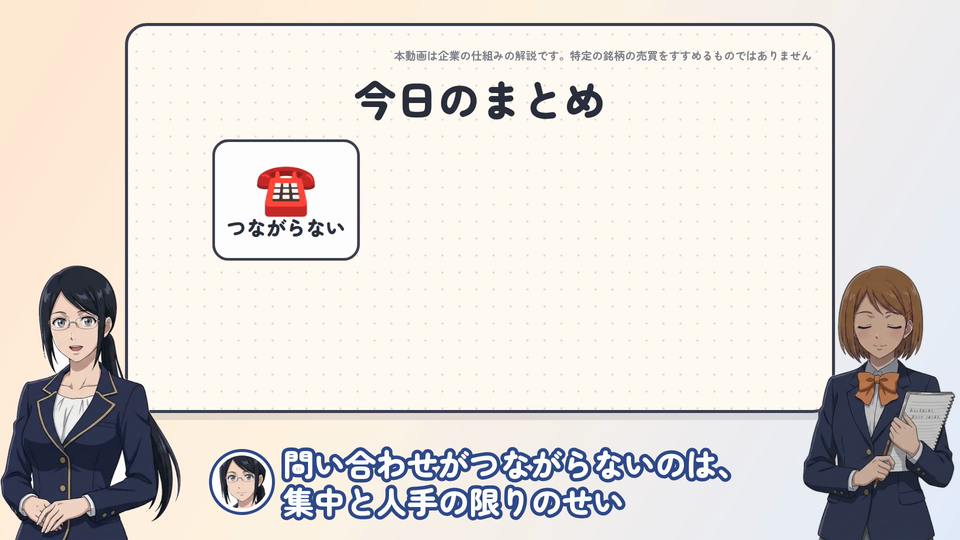 本動画は企業の仕組みの解説です。特定の銘柄の売買をすすめるものではありません
今日のまとめ
つながらない
問い合わせがつながらないのは、
集中と人手の限りのせい